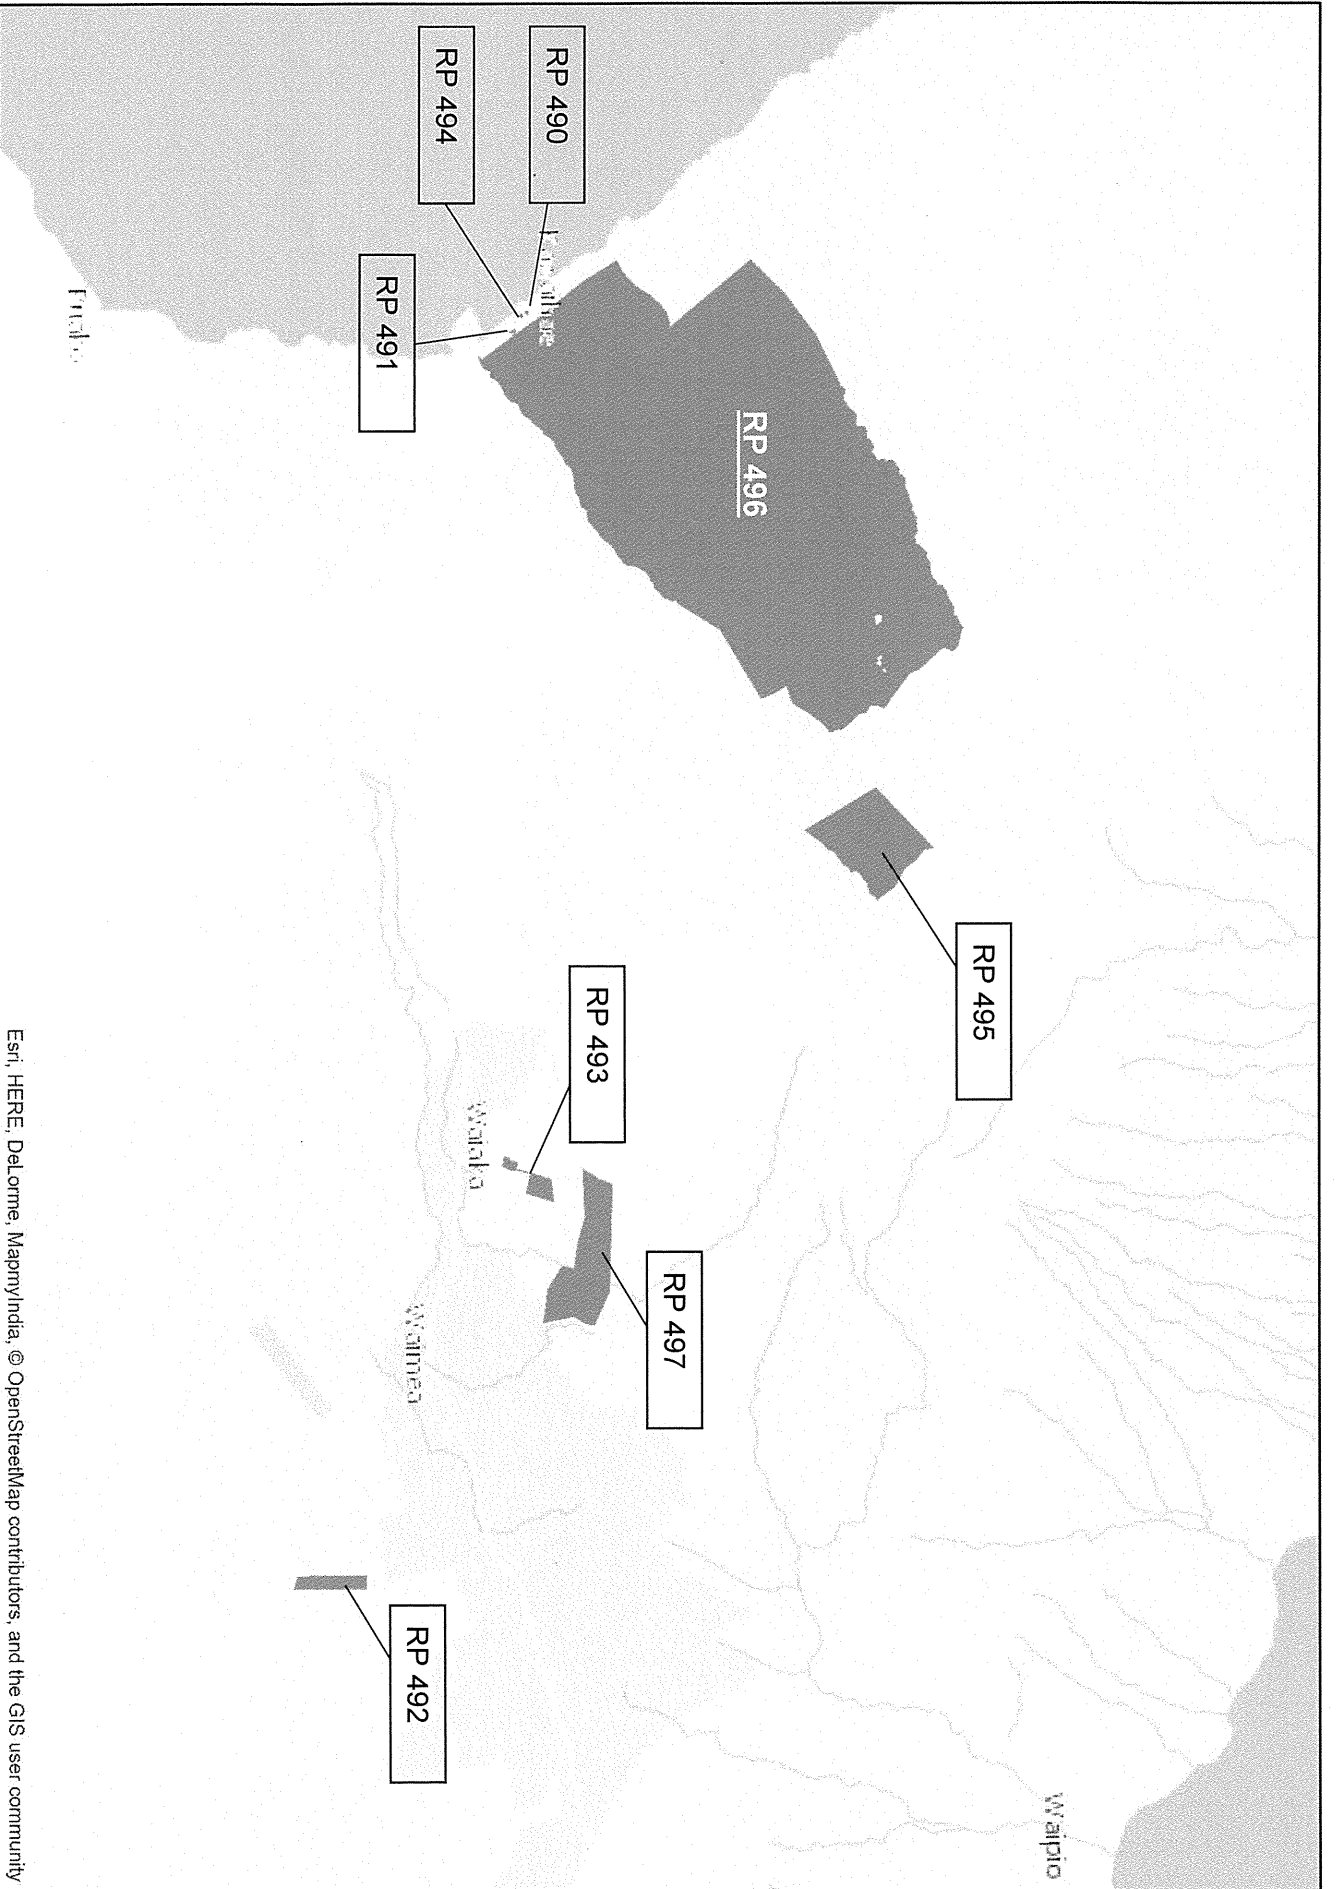 RP 490
RP 494
RP 491
RP 496
RP 495
RP 493
RP 497
RP 492
Waiaka
Waimea
Waipio
Esri, HERE, DeLorme, MapmyIndia, © OpenStreetMap contributors, and the GIS user community